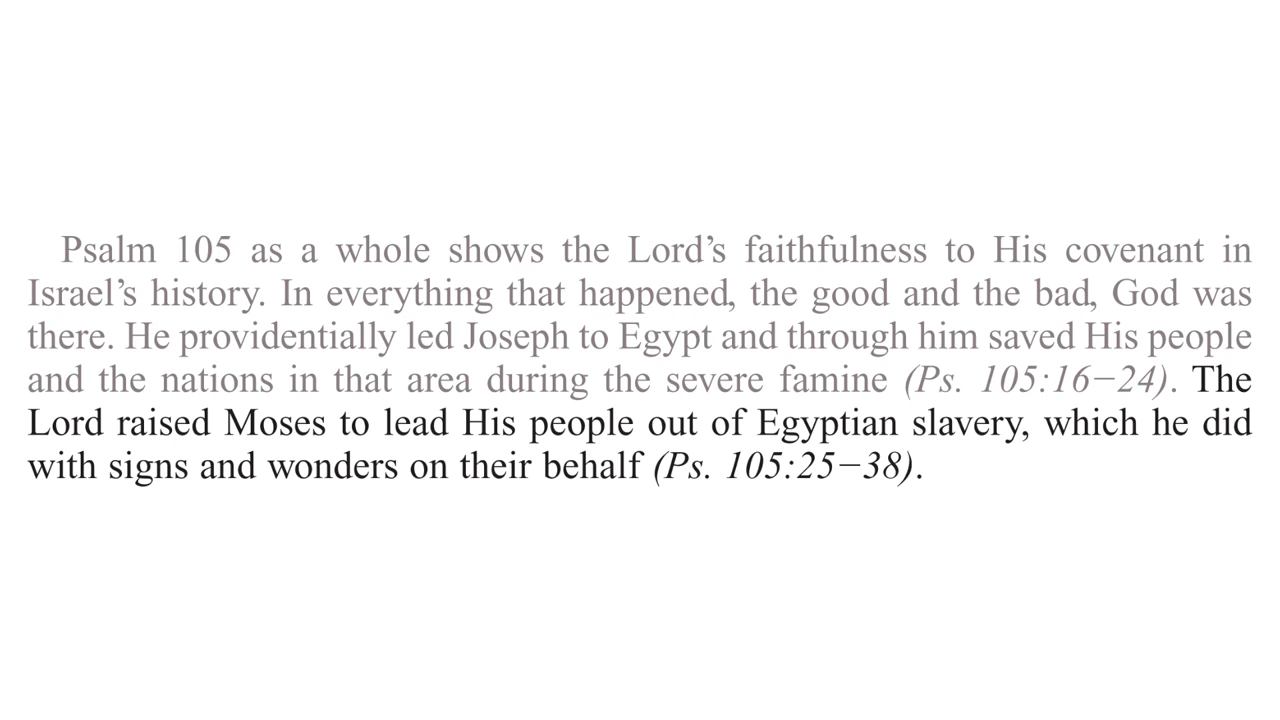 Psalm 105 as a whole shows the Lord’s faithfulness to His covenant in
Israel’s history. In everything that happened, the good and the bad, God was
there. He providentially led Joseph to Egypt and through him saved His people
and the nations in that area during the severe famine (Ps. 105:16–24). The
Lord raised Moses to lead His people out of Egyptian slavery, which he did
with signs and wonders on their behalf (Ps. 105:25–38).